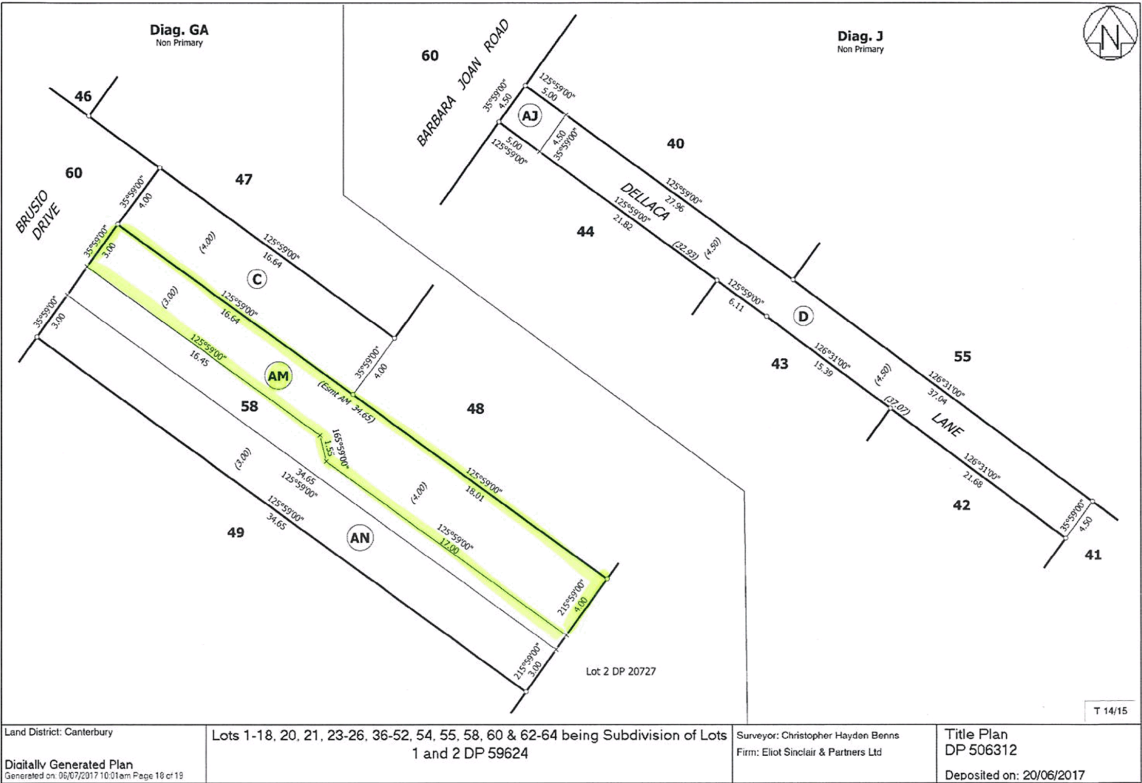 Diag. GA
Non Primary
46
60
47
BRUSIO
DRIVE
35°59'00"
4.00
(4.00)
125°59'00"
16.64
C
35°59'00"
3.00
(3.00)
125°59'00"
16.64
35°59'00"
4.00
35°59'00"
3.00
125°59'00"
16.45
AM
(Esmt AM 34.65)
48
58
165°59'00"
1.55
(3.00)
34.65
125°59'00"
(4.00)
125°59'00"
18.01
125°59'00"
34.65
49
AN
125°59'00"
17.00
215°59'00"
4.00
215°59'00"
3.00
Lot 2 DP 20727
Diag. J
Non Primary
60
BARBARA JOAN ROAD
35°59'00"
4.50
125°59'00"
5.00
AJ
4.50
35°59'00"
5.00
125°59'00"
40
DELLACA
125°59'00"
27.96
125°59'00"
21.82
44
(32.93)
(4.50)
125°59'00"
6.11
D
43
126°31'00"
15.39
(4.50)
55
126°31'00"
37.04
(37.07)
LANE
126°31'00"
21.68
42
35°59'00"
4.50
41
N
T 14/15
Land District: Canterbury
Digitally Generated Plan
Generated on: 06/07/2017 10:01am Page 18 of 19
Lots 1-18, 20, 21, 23-26, 36-52, 54, 55, 58, 60 & 62-64 being Subdivision of Lots
1 and 2 DP 59624
Surveyor: Christopher Hayden Benns
Firm: Eliot Sinclair & Partners Ltd
Title Plan
DP 506312
Deposited on: 20/06/2017